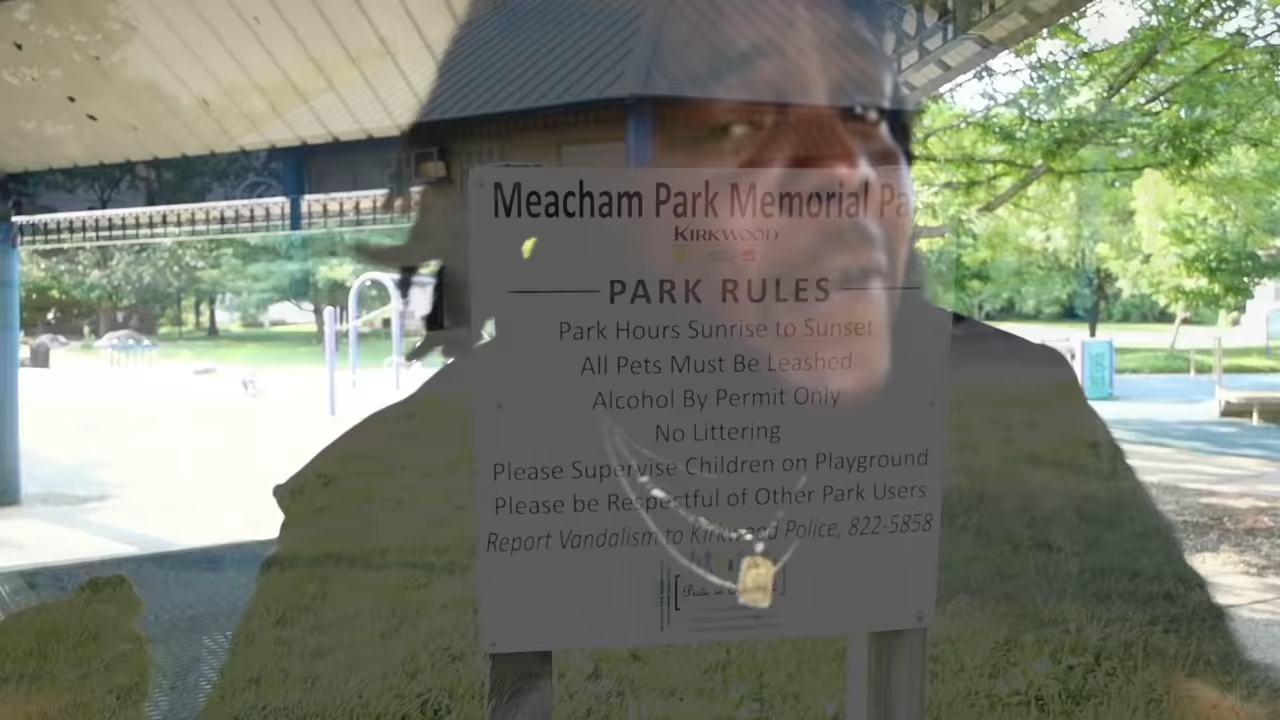 Meacham Park Memorial Pa
KIRKWOOD
PARK RULES
Park Hours Sunrise to Sunset
All Pets Must Be Leashed
Alcohol By Permit Only
No Littering
Please Supervise Children on Playground
Please be Respectful of Other Park Users
Report Vandalism to Kirkwood Police, 822-5858
Pride in